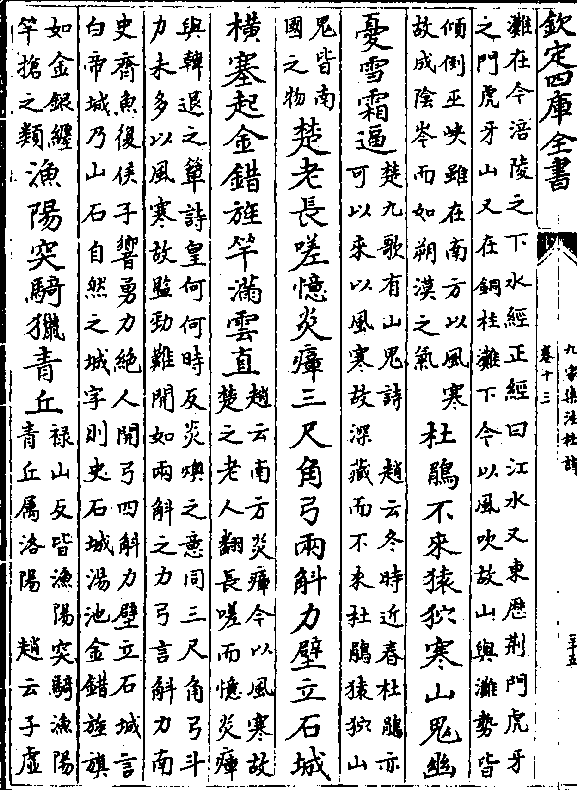 欽定四庫全書
九家集注杜詩
卷十三
灘在今涪陵之下水經正經曰江水又東歷荆門虎牙
之門虎牙山又在銅柱灘下今以風吹故山與灘勢皆
傾倒巫峽雖在南方以風寒
故成陰岑而如朔漠之氣
杜鵑不來猿狖寒山鬼幽
憂雪霜逼
楚九歌有山鬼詩　趙云冬時近春杜鵑亦
可以來以風寒故深藏而不來杜鵑猿狖山
鬼皆南
國之物
楚老長嗟憶炎瘴三尺角弓兩斛力壁立石城
橫塞起金錯旌竿滿雲直
趙云南方炎瘴今以風寒故
楚之老人翻長嗟而憶炎瘴
與韓退之簟詩皇何何時反炎燠之意同三尺角弓斗
力未多以風寒故監勁難開如兩斛之力弓言斛力南
史齊魚復侯子響勇力絕人開弓四斛力壁立石城言
白帝城乃山石自然之城字則史石城湯池金錯旌旗
如金銀纏
竿搶之類
漁陽突騎獵青丘
祿山反皆漁陽突騎漁陽
青丘屬洛陽　趙云子虛